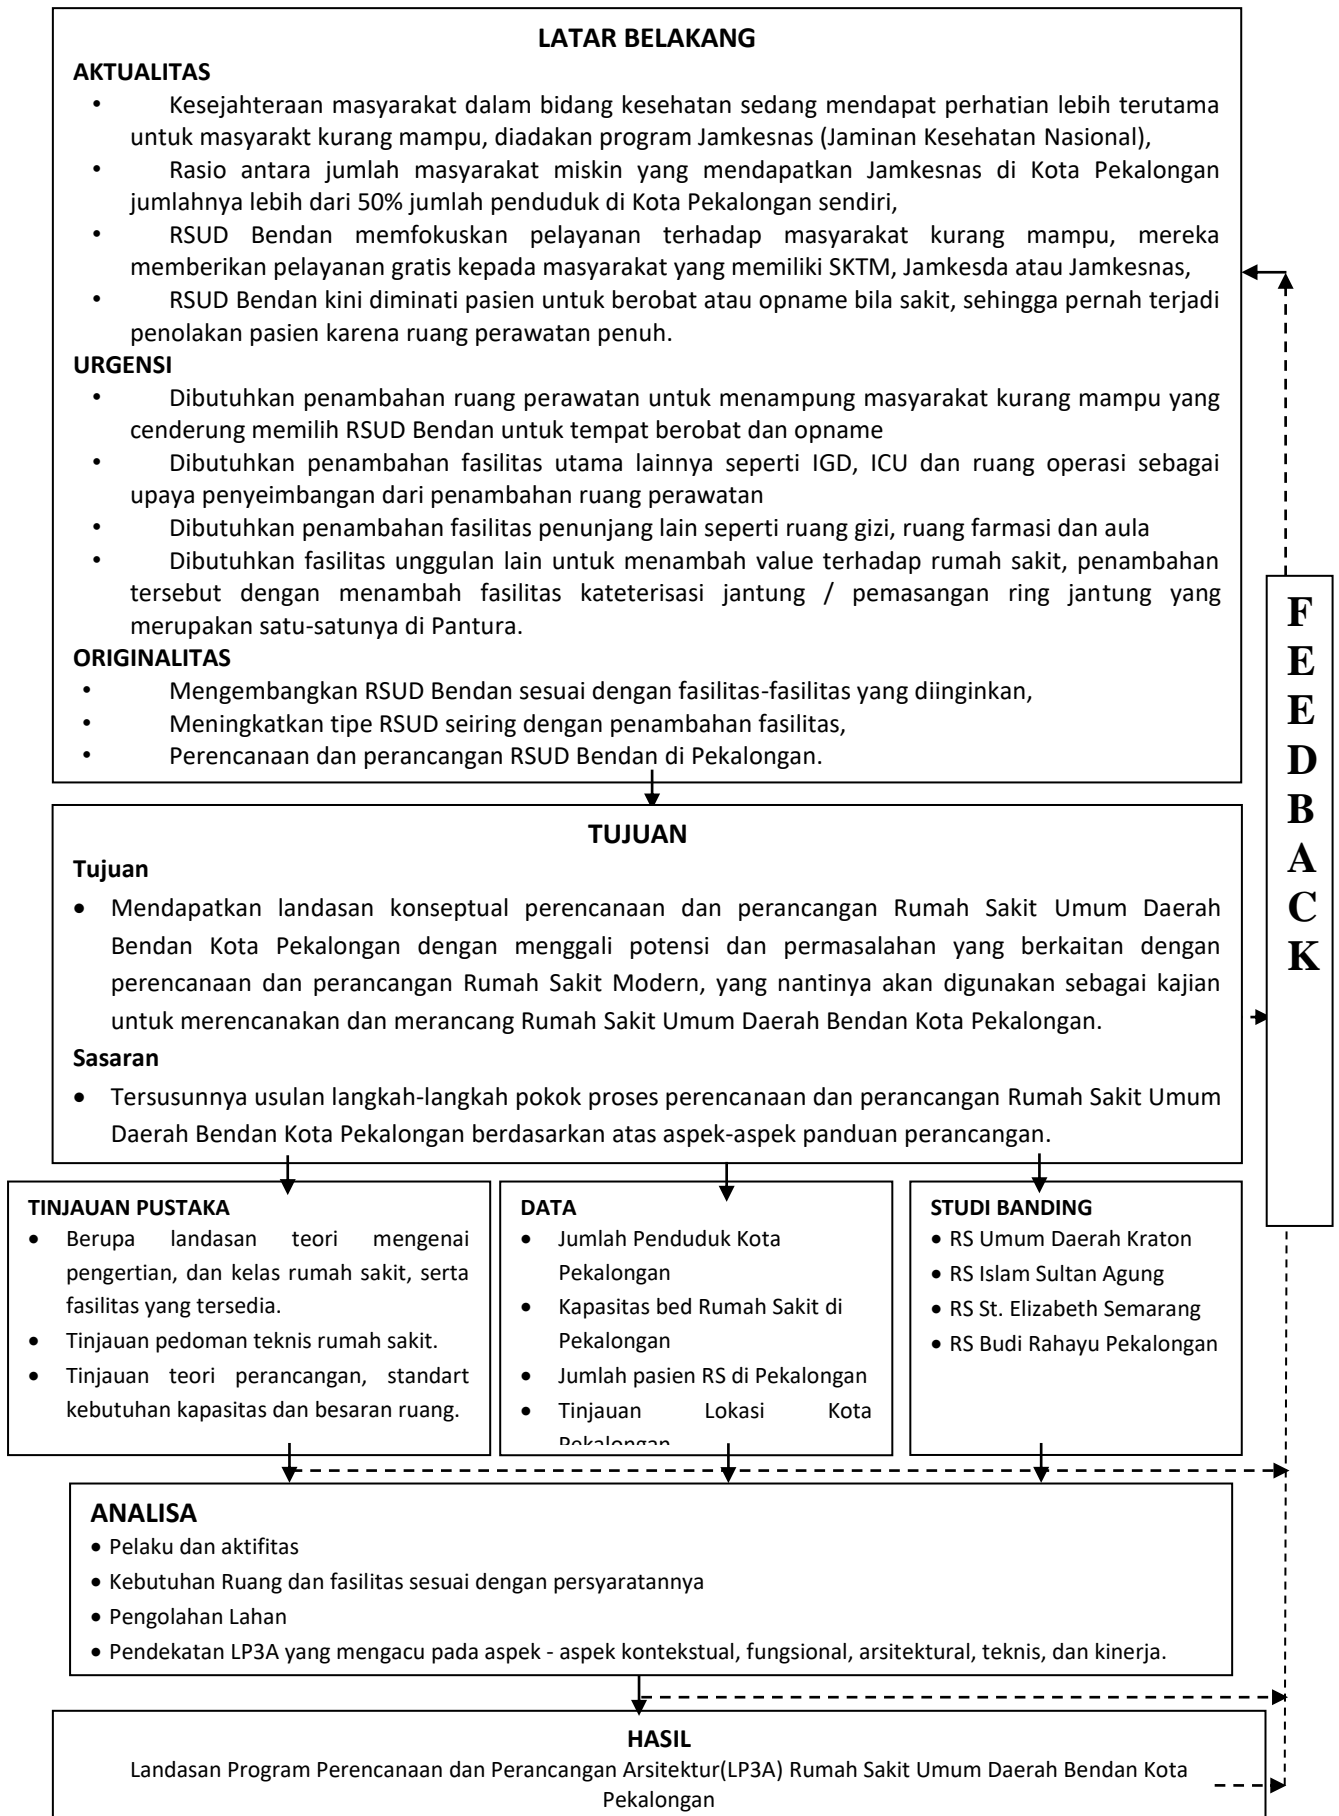 LATAR BELAKANG
AKTUALITAS
• Kesejahteraan masyarakat dalam bidang kesehatan sedang mendapat perhatian lebih terutama
untuk masyarakt kurang mampu, diadakan program Jamkesnas (Jaminan Kesehatan Nasional),
• Rasio antara jumlah masyarakat miskin yang mendapatkan Jamkesnas di Kota Pekalongan
jumlahnya lebih dari 50% jumlah penduduk di Kota Pekalongan sendiri,
• RSUD Bendan memfokuskan pelayanan terhadap masyarakat kurang mampu, mereka
memberikan pelayanan gratis kepada masyarakat yang memiliki SKTM, Jamkesda atau Jamkesnas,
• RSUD Bendan kini diminati pasien untuk berobat atau opname bila sakit, sehingga pernah terjadi
penolakan pasien karena ruang perawatan penuh.
URGENSI
• Dibutuhkan penambahan ruang perawatan untuk menampung masyarakat kurang mampu yang
cenderung memilih RSUD Bendan untuk tempat berobat dan opname
• Dibutuhkan penambahan fasilitas utama lainnya seperti IGD, ICU dan ruang operasi sebagai
upaya penyeimbangan dari penambahan ruang perawatan
• Dibutuhkan penambahan fasilitas penunjang lain seperti ruang gizi, ruang farmasi dan aula
• Dibutuhkan fasilitas unggulan lain untuk menambah value terhadap rumah sakit, penambahan
tersebut dengan menambah fasilitas kateterisasi jantung / pemasangan ring jantung yang
merupakan satu-satunya di Pantura.
ORIGINALITAS
• Mengembangkan RSUD Bendan sesuai dengan fasilitas-fasilitas yang diinginkan,
• Meningkatkan tipe RSUD seiring dengan penambahan fasilitas,
• Perencanaan dan perancangan RSUD Bendan di Pekalongan.
TUJUAN
Tujuan
• Mendapatkan landasan konseptual perencanaan dan perancangan Rumah Sakit Umum Daerah
Bendan Kota Pekalongan dengan menggali potensi dan permasalahan yang berkaitan dengan
perencanaan dan perancangan Rumah Sakit Modern, yang nantinya akan digunakan sebagai kajian
untuk merencanakan dan merancang Rumah Sakit Umum Daerah Bendan Kota Pekalongan.
Sasaran
• Tersusunnya usulan langkah-langkah pokok proses perencanaan dan perancangan Rumah Sakit Umum
Daerah Bendan Kota Pekalongan berdasarkan atas aspek-aspek panduan perancangan.
F
E
E
D
B
A
C
K
TINJAUAN PUSTAKA
• Berupa landasan teori mengenai
pengertian, dan kelas rumah sakit, serta
fasilitas yang tersedia.
• Tinjauan pedoman teknis rumah sakit.
• Tinjauan teori perancangan, standart
kebutuhan kapasitas dan besaran ruang.
DATA
• Jumlah Penduduk Kota
Pekalongan
• Kapasitas bed Rumah Sakit di
Pekalongan
• Jumlah pasien RS di Pekalongan
• Tinjauan Lokasi Kota
Pekalongan
STUDI BANDING
• RS Umum Daerah Kraton
• RS Islam Sultan Agung
• RS St. Elizabeth Semarang
• RS Budi Rahayu Pekalongan
ANALISA
• Pelaku dan aktifitas
• Kebutuhan Ruang dan fasilitas sesuai dengan persyaratannya
• Pengolahan Lahan
• Pendekatan LP3A yang mengacu pada aspek - aspek kontekstual, fungsional, arsitektural, teknis, dan kinerja.
HASIL
Landasan Program Perencanaan dan Perancangan Arsitektur(LP3A) Rumah Sakit Umum Daerah Bendan Kota
Pekalongan